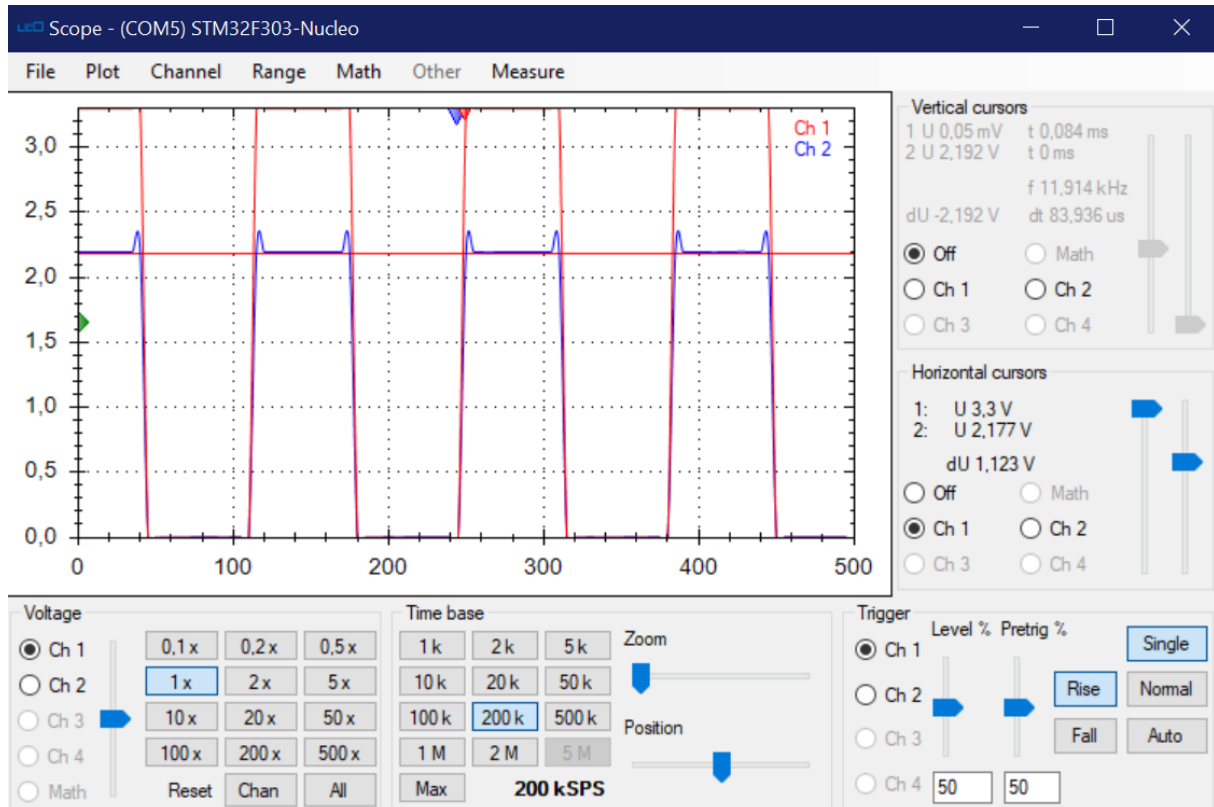 LEO Scope - (COM5) STM32F303-Nucleo
File Plot Channel Range Math Other Measure
3,0
2,5
2,0
1,5
1,0
0,5
0,0
0 100 200 300 400 500
Ch 1
Ch 2
Vertical cursors
1 U 0,05 mV t 0,084 ms
2 U 2,192 V t 0 ms
f 11,914 kHz
dU -2,192 V dt 83,936 us
Off Math
Ch 1 Ch 2
Ch 3 Ch 4
Horizontal cursors
1: U 3,3 V
2: U 2,177 V
dU 1,123 V
Off Math
Ch 1 Ch 2
Ch 3 Ch 4
Voltage
Ch 1 0,1 x 0,2 x 0,5 x
Ch 2 1 x 2 x 5 x
Ch 3 10 x 20 x 50 x
Ch 4 100 x 200 x 500 x
Math Reset Chan All
Time base
1 k 2 k 5 k
10 k 20 k 50 k
100 k 200 k 500 k
1 M 2 M 5 M
Max 200 kSPS
Zoom
Position
Trigger
Level % Pretrig %
Ch 1 Single
Ch 2 Rise Normal
Ch 3 Fall Auto
Ch 4 50 50